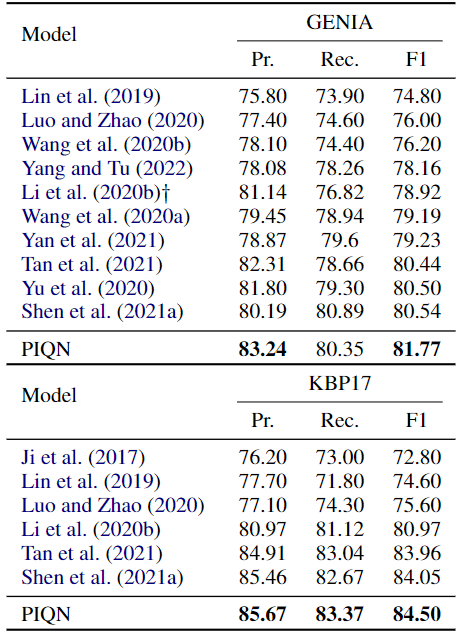 Model GENIA
Pr. Rec. F1
Lin et al. (2019) 75.80 73.90 74.80
Luo and Zhao (2020) 77.40 74.60 76.00
Wang et al. (2020b) 78.10 74.40 76.20
Yang and Tu (2022) 78.08 78.26 78.16
Li et al. (2020b)† 81.14 76.82 78.92
Wang et al. (2020a) 79.45 78.94 79.19
Yan et al. (2021) 78.87 79.6 79.23
Tan et al. (2021) 82.31 78.66 80.44
Yu et al. (2020) 81.80 79.30 80.50
Shen et al. (2021a) 80.19 80.89 80.54
PIQN 83.24 80.35 81.77
Model KBP17
Pr. Rec. F1
Ji et al. (2017) 76.20 73.00 72.80
Lin et al. (2019) 77.70 71.80 74.60
Luo and Zhao (2020) 77.10 74.30 75.60
Li et al. (2020b) 80.97 81.12 80.97
Tan et al. (2021) 84.91 83.04 83.96
Shen et al. (2021a) 85.46 82.67 84.05
PIQN 85.67 83.37 84.50